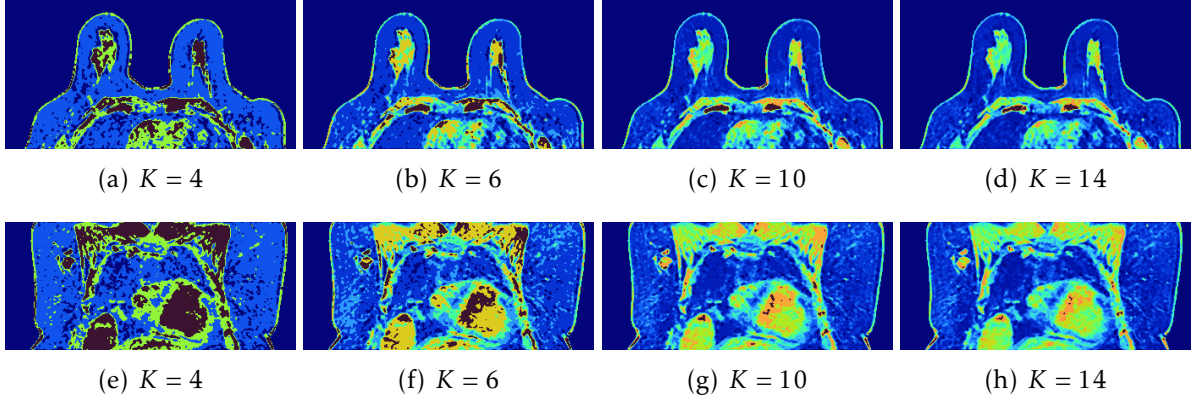 (a) K = 4 (b) K = 6 (c) K = 10 (d) K = 14
(e) K = 4 (f) K = 6 (g) K = 10 (h) K = 14